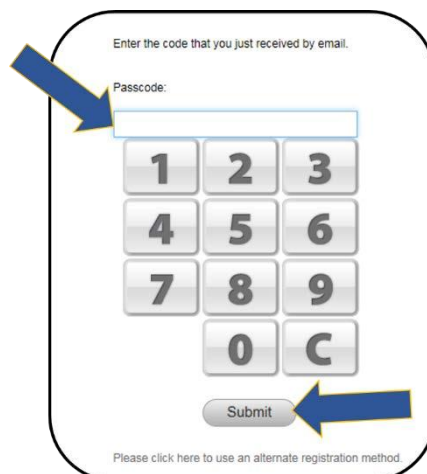 Enter the code that you just received by email.
Passcode:
1 2 3
4 5 6
7 8 9
0 C
Submit
Please click here to use an alternate registration method.